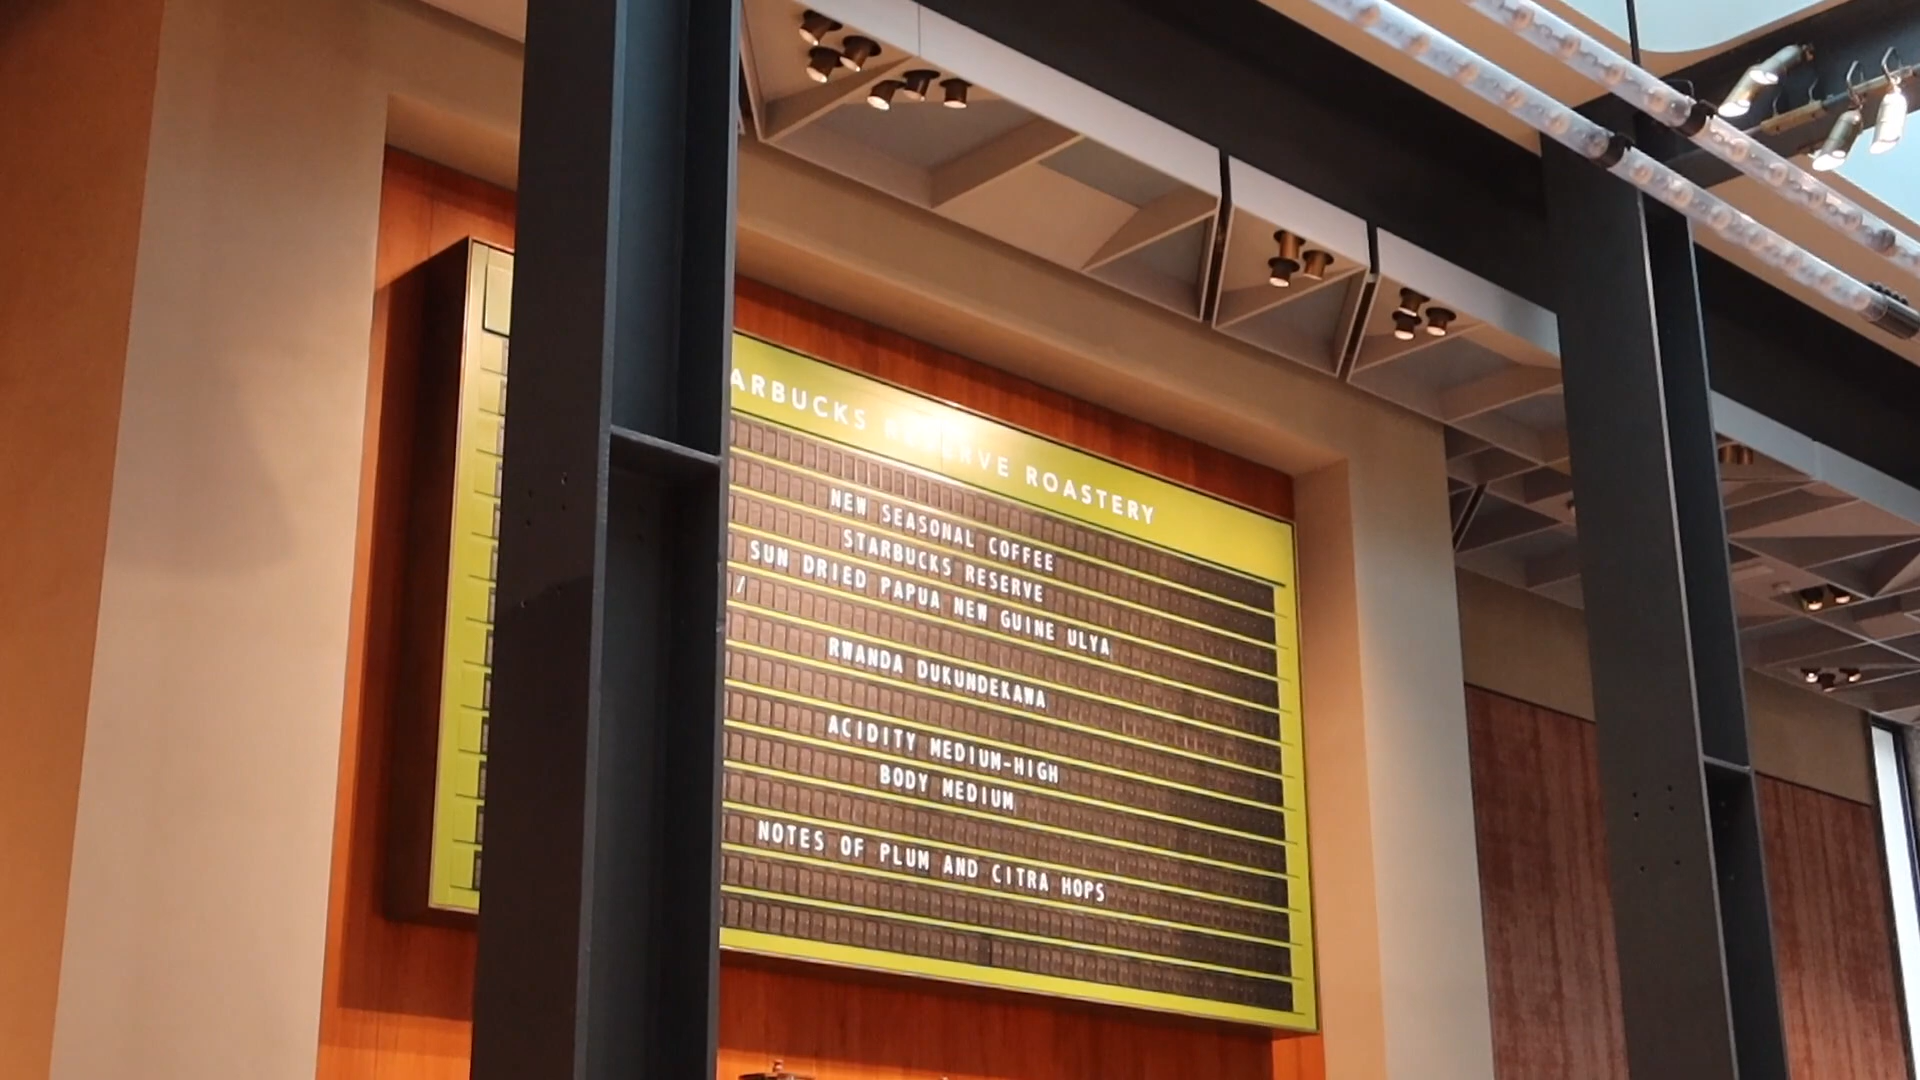 ARBUCKS RESERVE ROASTERY
NEW SEASONAL COFFEE
STARBUCKS RESERVE
SUN DRIED PAPUA NEW GUINE ULYA
/
RWANDA DUKUNDEKAWA
ACIDITY MEDIUM-HIGH
BODY MEDIUM
NOTES OF PLUM AND CITRA HOPS